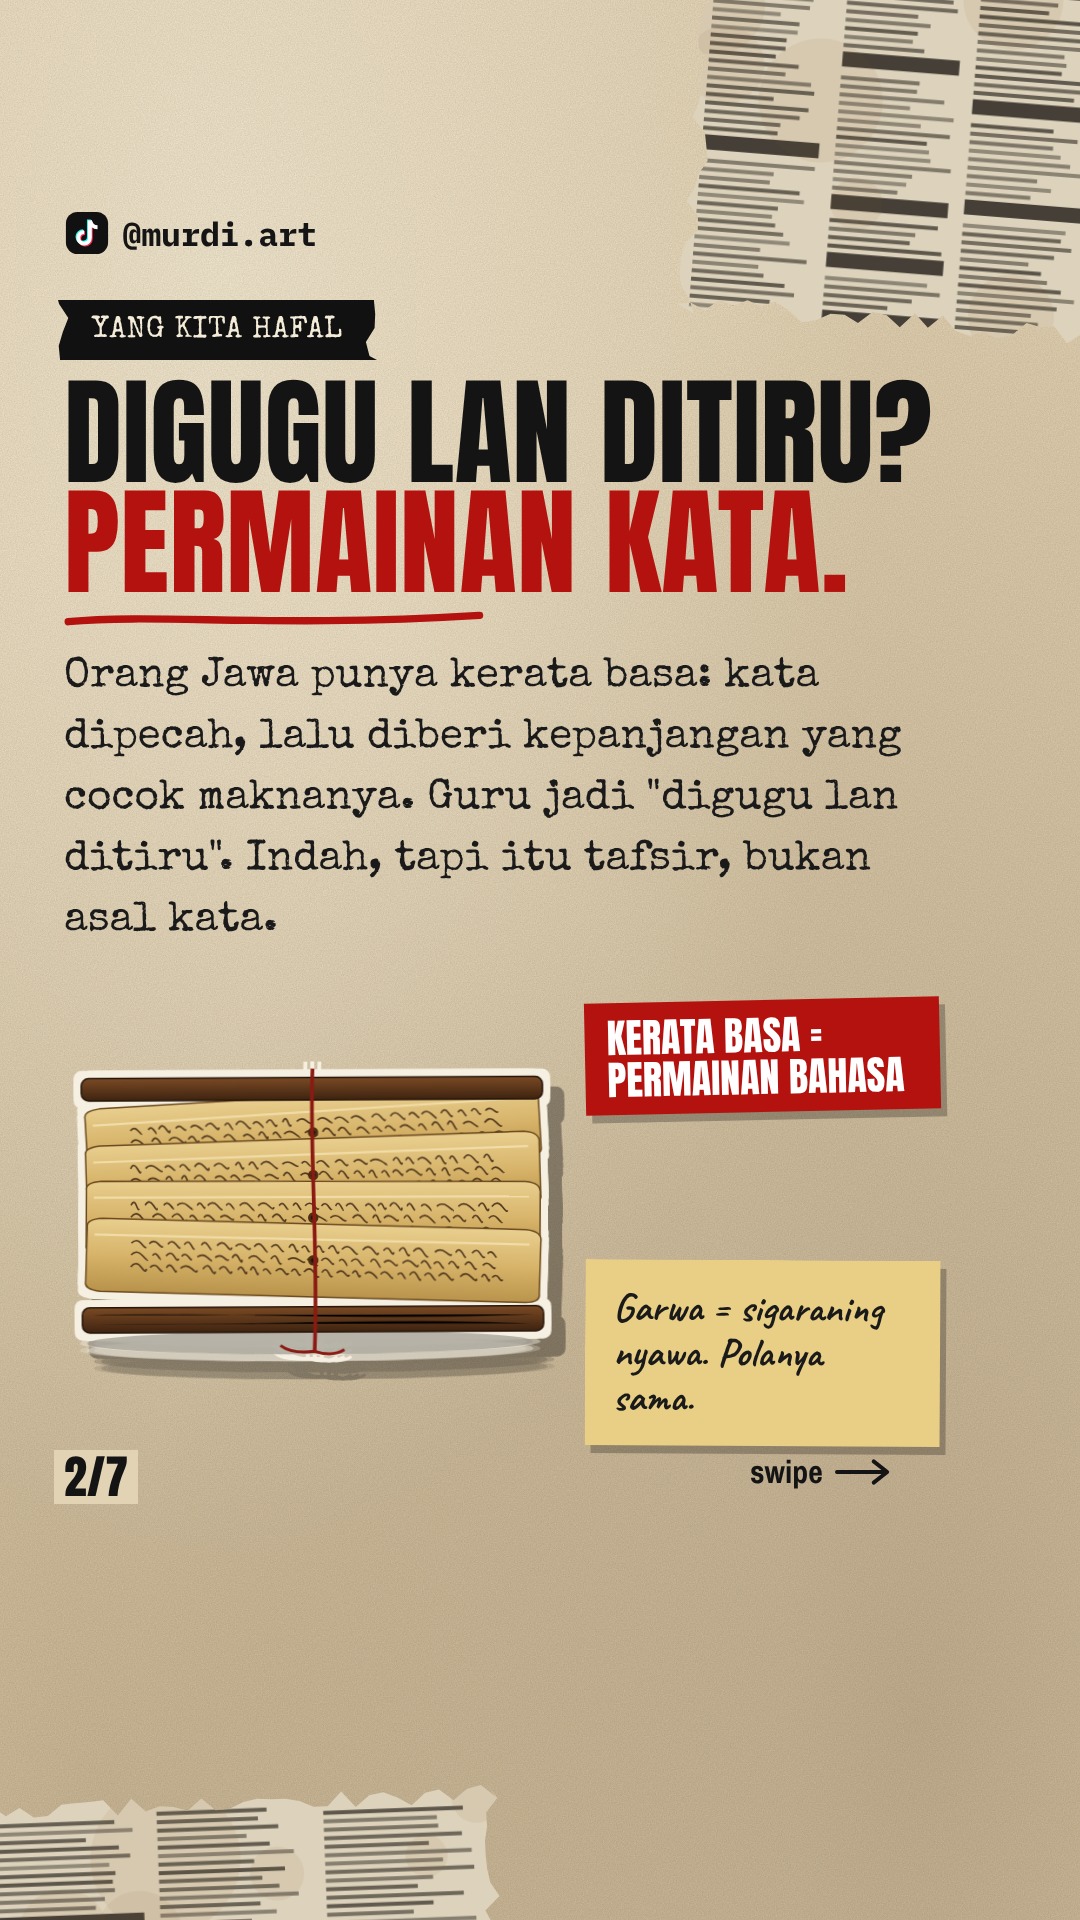 @murdi.art
YANG KITA HAFAL
DIGUGU LAN DITIRU?
PERMAINAN KATA.
Orang Jawa punya kerata basa: kata
dipecah, lalu diberi kepanjangan yang
cocok maknanya. Guru jadi "digugu lan
ditiru". Indah, tapi itu tafsir, bukan
asal kata.
KERATA BASA =
PERMAINAN BAHASA
Garwa = sigaraning
nyawa. Polanya
sama.
2/7
swipe →